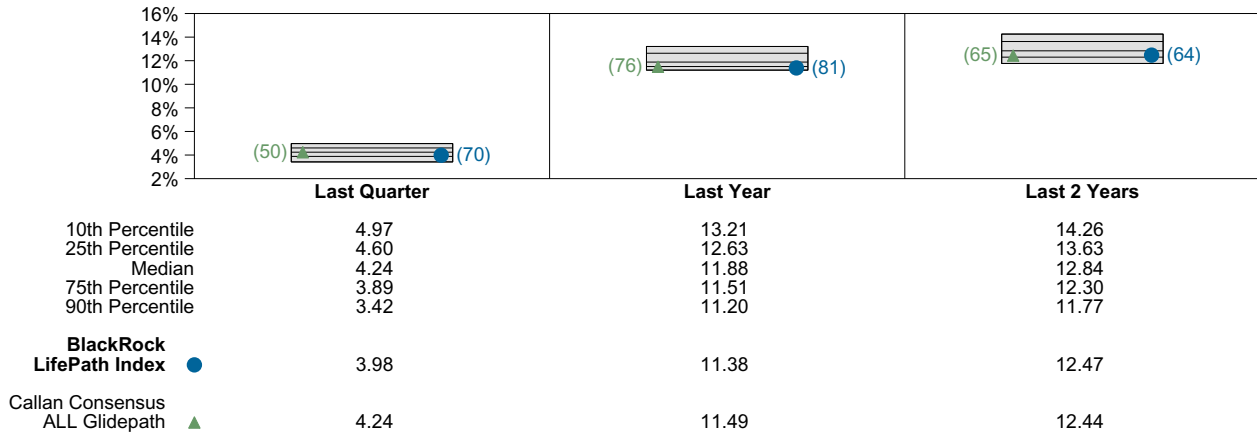 16%
14%
12%
10%
8%
6%
4%
2%
(50)
(70)
(76)
(81)
(65)
(64)
Last Quarter Last Year Last 2 Years
10th Percentile 4.97 13.21 14.26
25th Percentile 4.60 12.63 13.63
Median 4.24 11.88 12.84
75th Percentile 3.89 11.51 12.30
90th Percentile 3.42 11.20 11.77
BlackRock
LifePath Index 3.98 11.38 12.47
Callan Consensus
ALL Glidepath 4.24 11.49 12.44